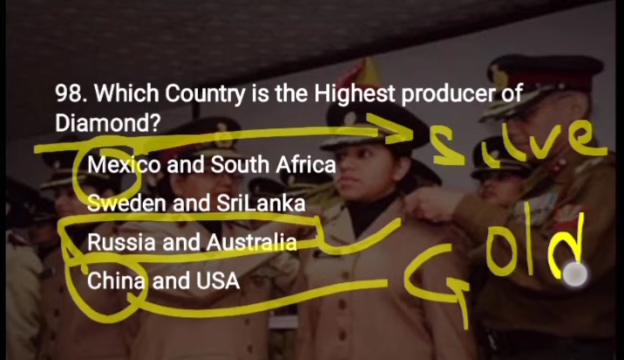 98. Which Country is the Highest producer of
Diamond?
Mexico and South Africa
Sweden and SriLanka
Russia and Australia
China and USA
Silve
Gold